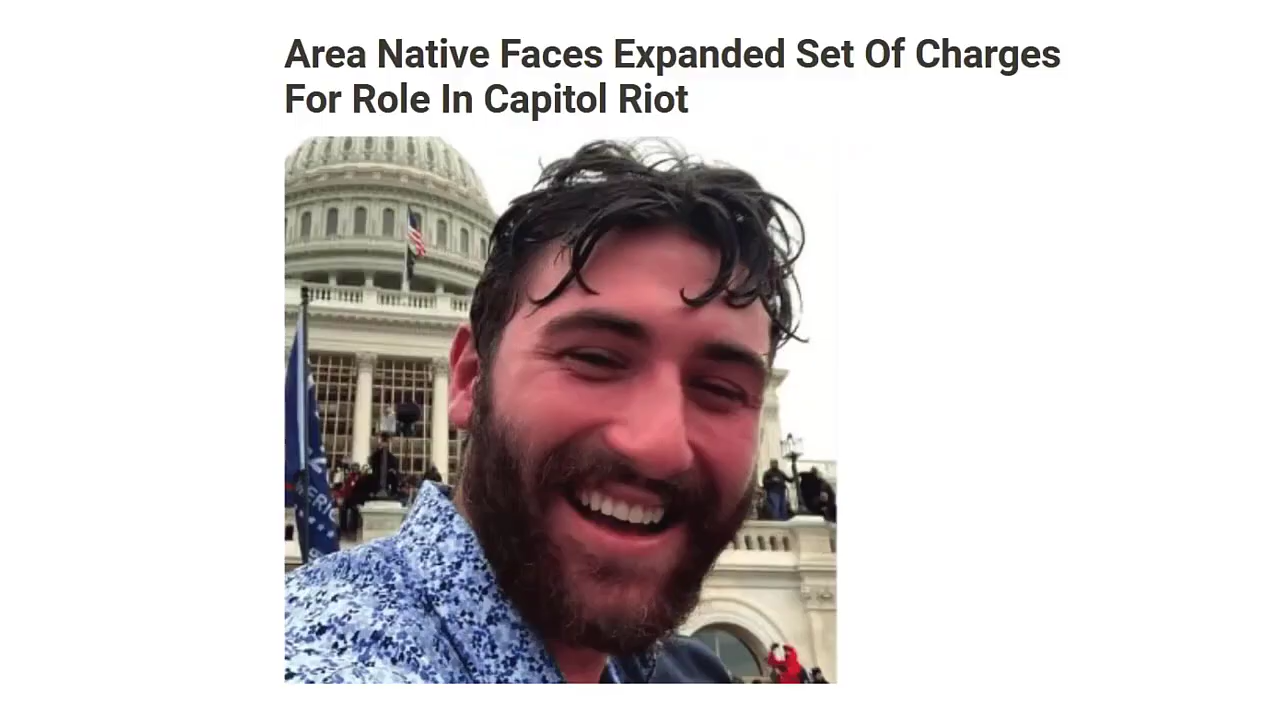 Area Native Faces Expanded Set Of Charges
For Role In Capitol Riot